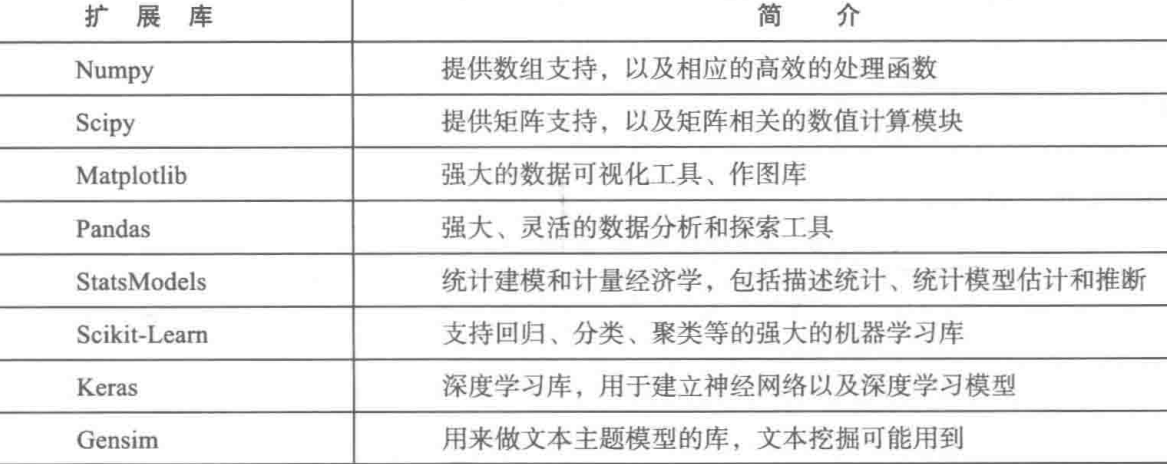 扩展库 简介
Numpy 提供数组支持，以及相应的高效的处理函数
Scipy 提供矩阵支持，以及矩阵相关的数值计算模块
Matplotlib 强大的数据可视化工具、作图库
Pandas 强大、灵活的数据分析和探索工具
StatsModels 统计建模和计量经济学，包括描述统计、统计模型估计和推断
Scikit-Learn 支持回归、分类、聚类等的强大的机器学习库
Keras 深度学习库，用于建立神经网络以及深度学习模型
Gensim 用来做文本主题模型的库，文本挖掘可能用到